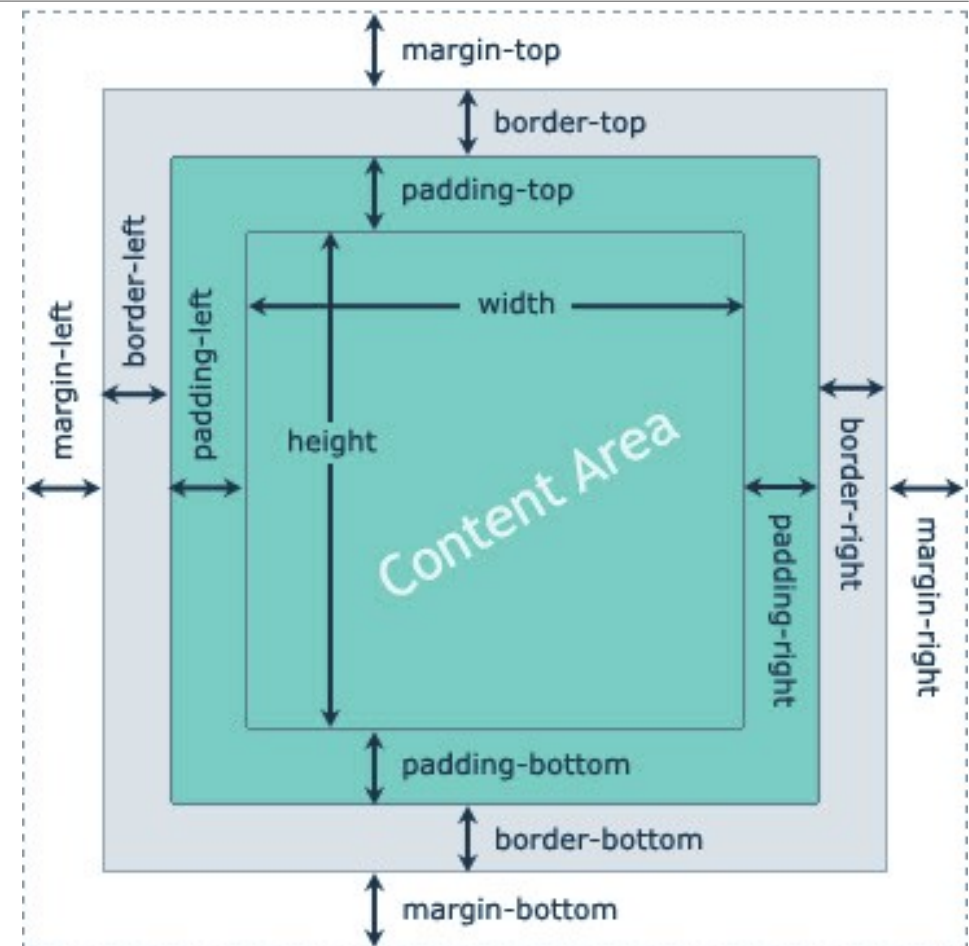 margin-top
border-top
padding-top
border-left
padding-left
margin-left
width
height
Content Area
border-right
padding-right
margin-right
padding-bottom
border-bottom
margin-bottom